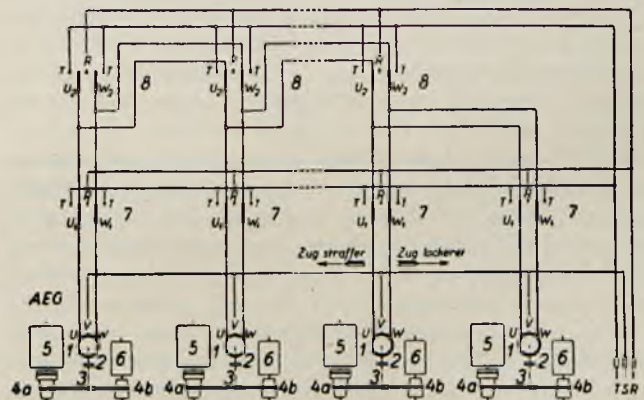 T R T T R T T R T
U₂ W₂ 8 U₂ W₂ U₂ W₂ 8
T R T T R T T R T T R T
U₁ W₁ 7 U₁ W₁ 7 U₁ W₁ 7 U₁ W₁ 7
Zug straffer Zug lockerer
AEG
V V V V
5 U W 5 U W 5 U W 5 U W
1 2 6 1 2 6 1 2 6 1 2 6
4a 3 4b 4a 3 4b 4a 3 4b 4a 3 4b TSR